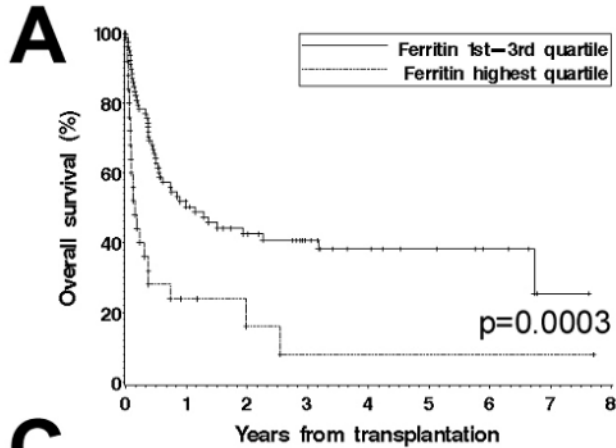 A
Ferritin 1st–3rd quartile
Ferritin highest quartile
Overall survival (%)
100
80
60
40
20
0
p=0.0003
0 1 2 3 4 5 6 7 8
Years from transplantation
C